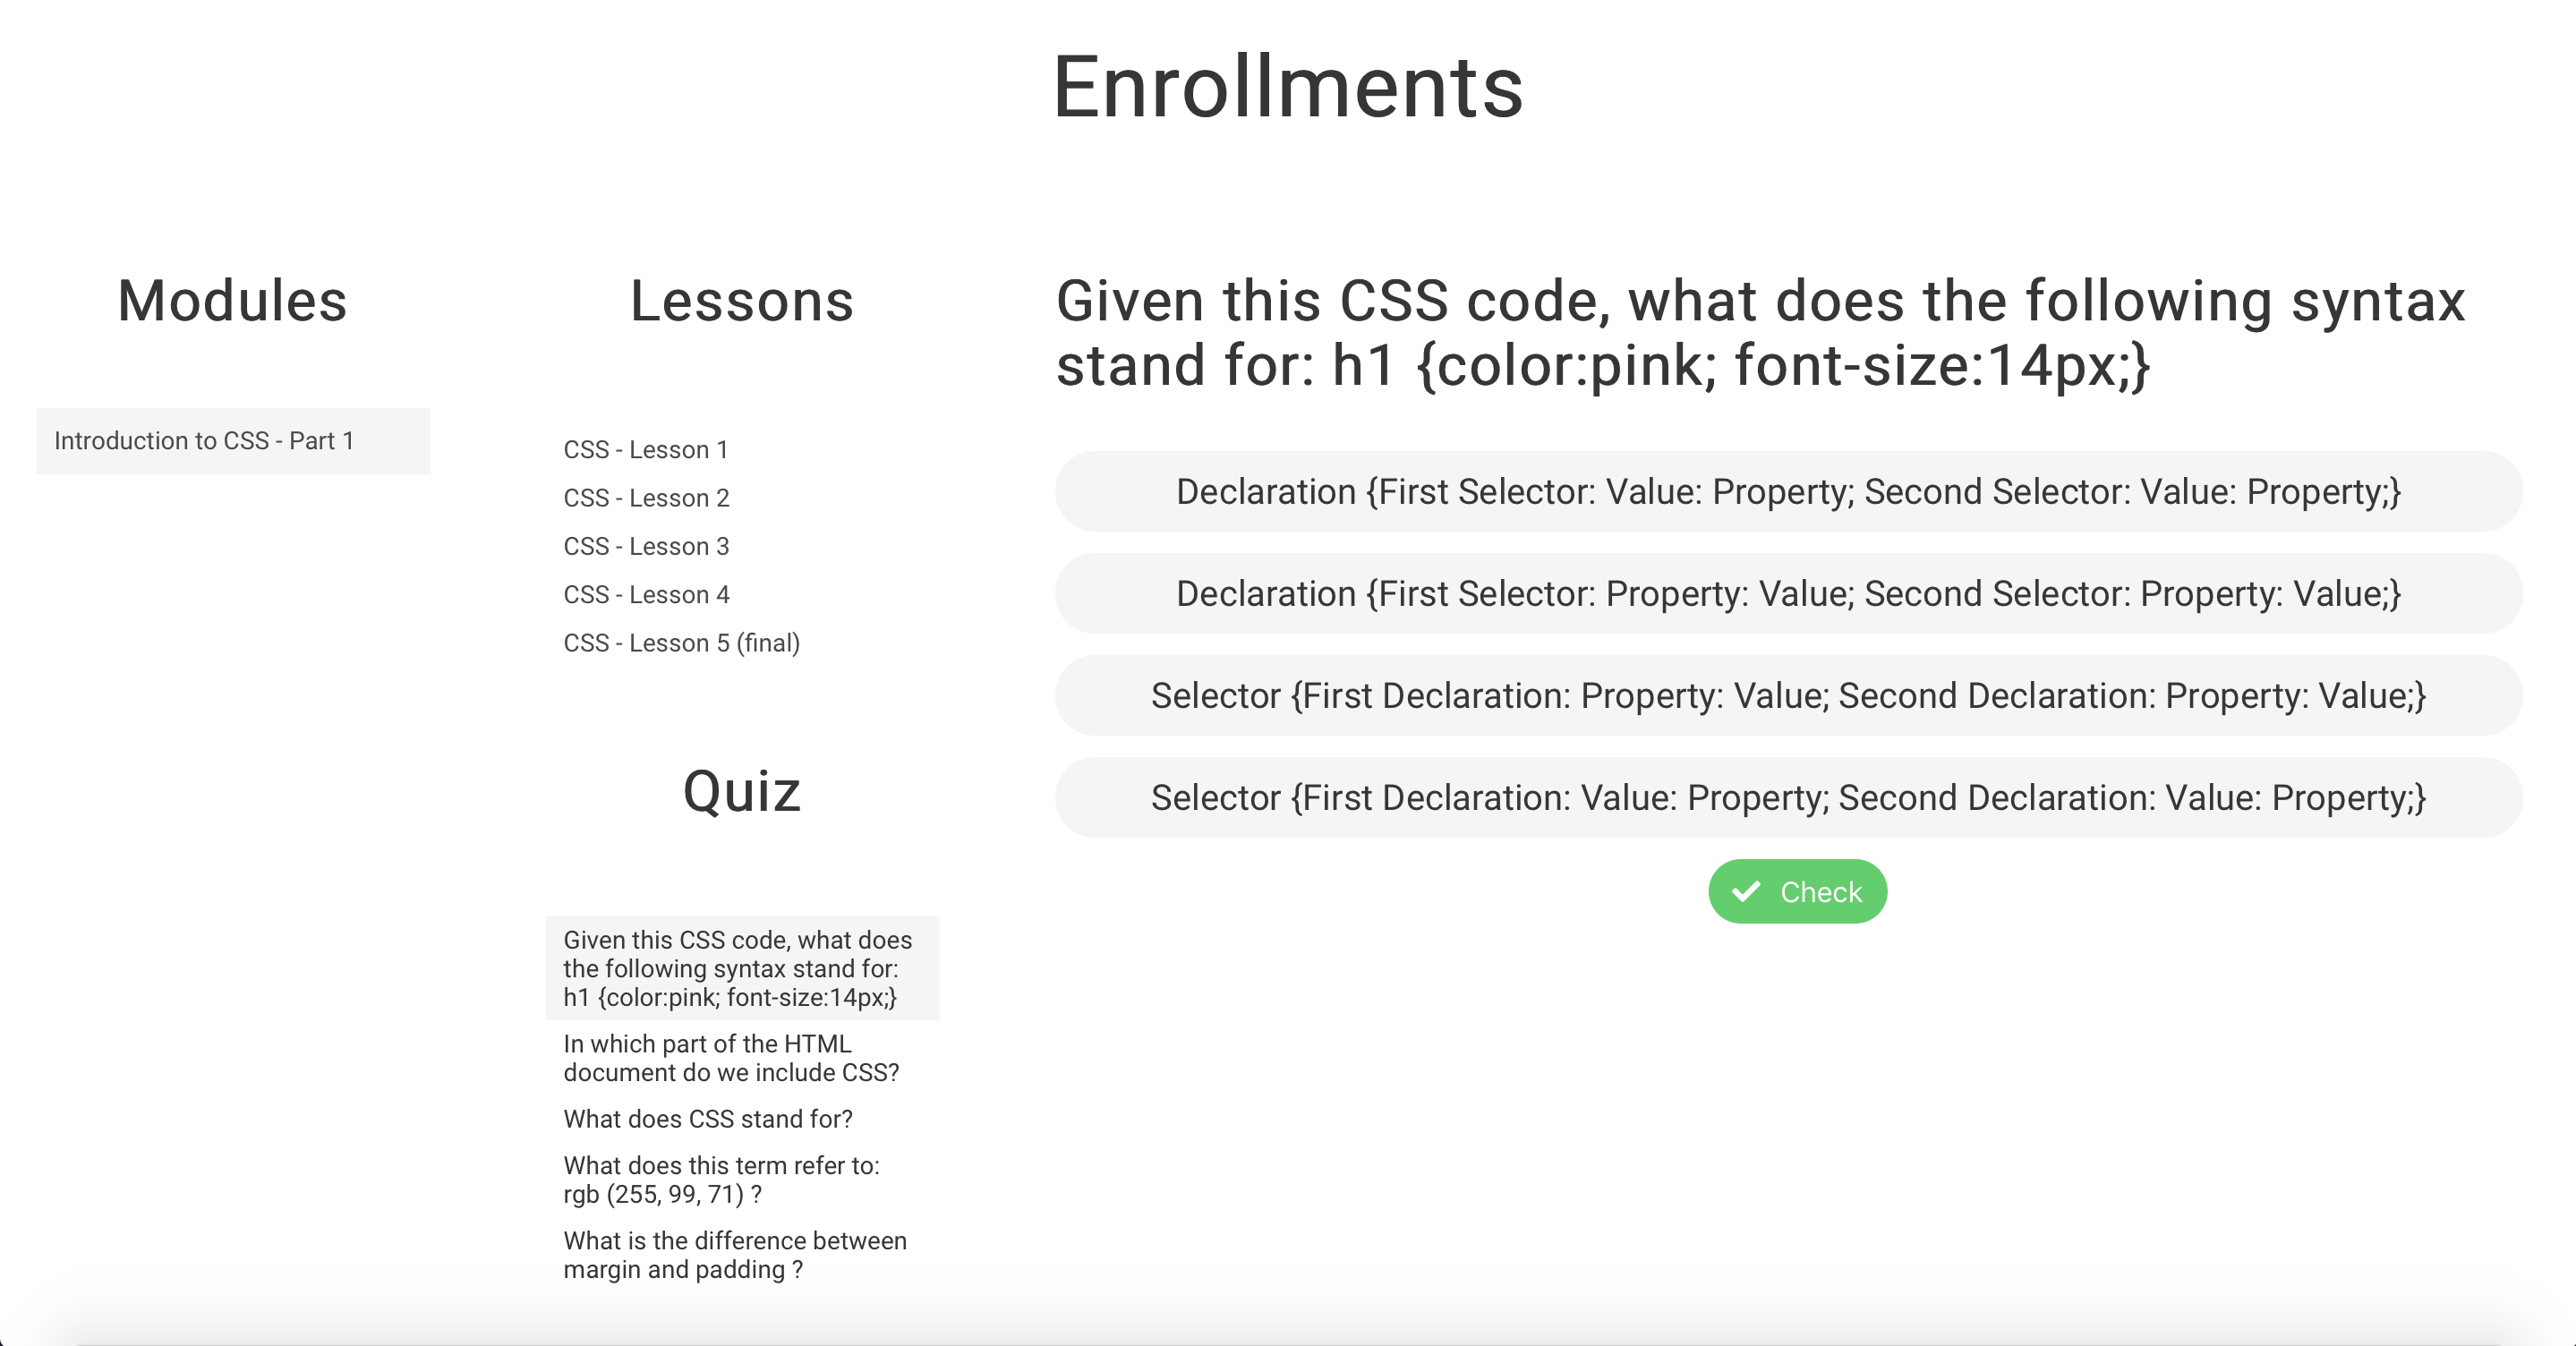 Enrollments
Modules
Introduction to CSS - Part 1
Lessons
CSS - Lesson 1
CSS - Lesson 2
CSS - Lesson 3
CSS - Lesson 4
CSS - Lesson 5 (final)
Quiz
Given this CSS code, what does
the following syntax stand for:
h1 {color:pink; font-size:14px;}
In which part of the HTML
document do we include CSS?
What does CSS stand for?
What does this term refer to:
rgb (255, 99, 71) ?
What is the difference between
margin and padding ?
Given this CSS code, what does the following syntax
stand for: h1 {color:pink; font-size:14px;}
Declaration {First Selector: Value: Property; Second Selector: Value: Property;}
Declaration {First Selector: Property: Value; Second Selector: Property: Value;}
Selector {First Declaration: Property: Value; Second Declaration: Property: Value;}
Selector {First Declaration: Value: Property; Second Declaration: Value: Property;}
Check